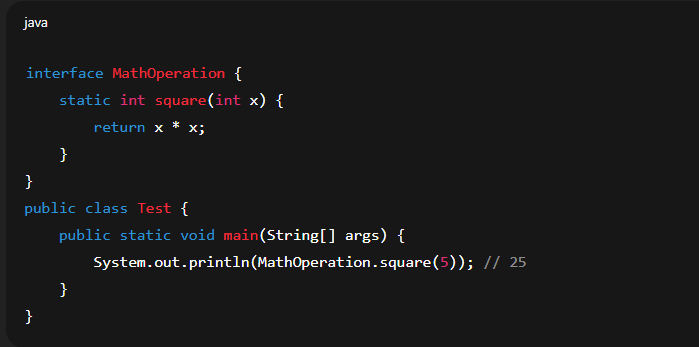 java
interface MathOperation {
    static int square(int x) {
        return x * x;
    }
}
public class Test {
    public static void main(String[] args) {
        System.out.println(MathOperation.square(5)); // 25
    }
}